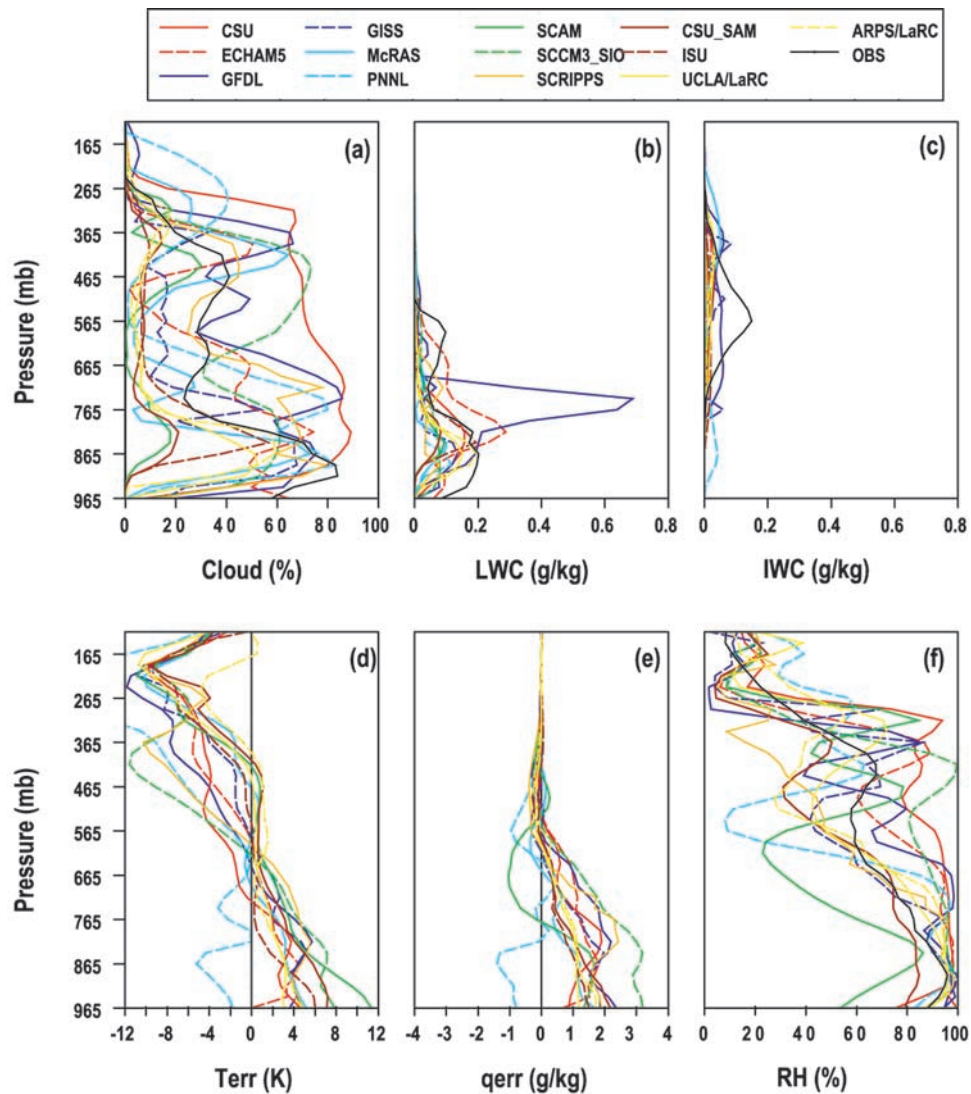 CSU GISS SCAM CSU_SAM ARPS/LaRC
ECHAM5 McRAS SCCM3_SIO ISU OBS
GFDL PNNL SCRIPPS UCLA/LaRC
(a) (b) (c)
Pressure (mb)
165
265
365
465
565
665
765
865
965
0 20 40 60 80 100
0 0.2 0.4 0.6 0.8
0 0.2 0.4 0.6 0.8
Cloud (%) LWC (g/kg) IWC (g/kg)
(d) (e) (f)
Pressure (mb)
165
265
365
465
565
665
765
865
965
-12 -8 -4 0 4 8 12
-4 -3 -2 -1 0 1 2 3 4
0 20 40 60 80 100
Terr (K) qerr (g/kg) RH (%)